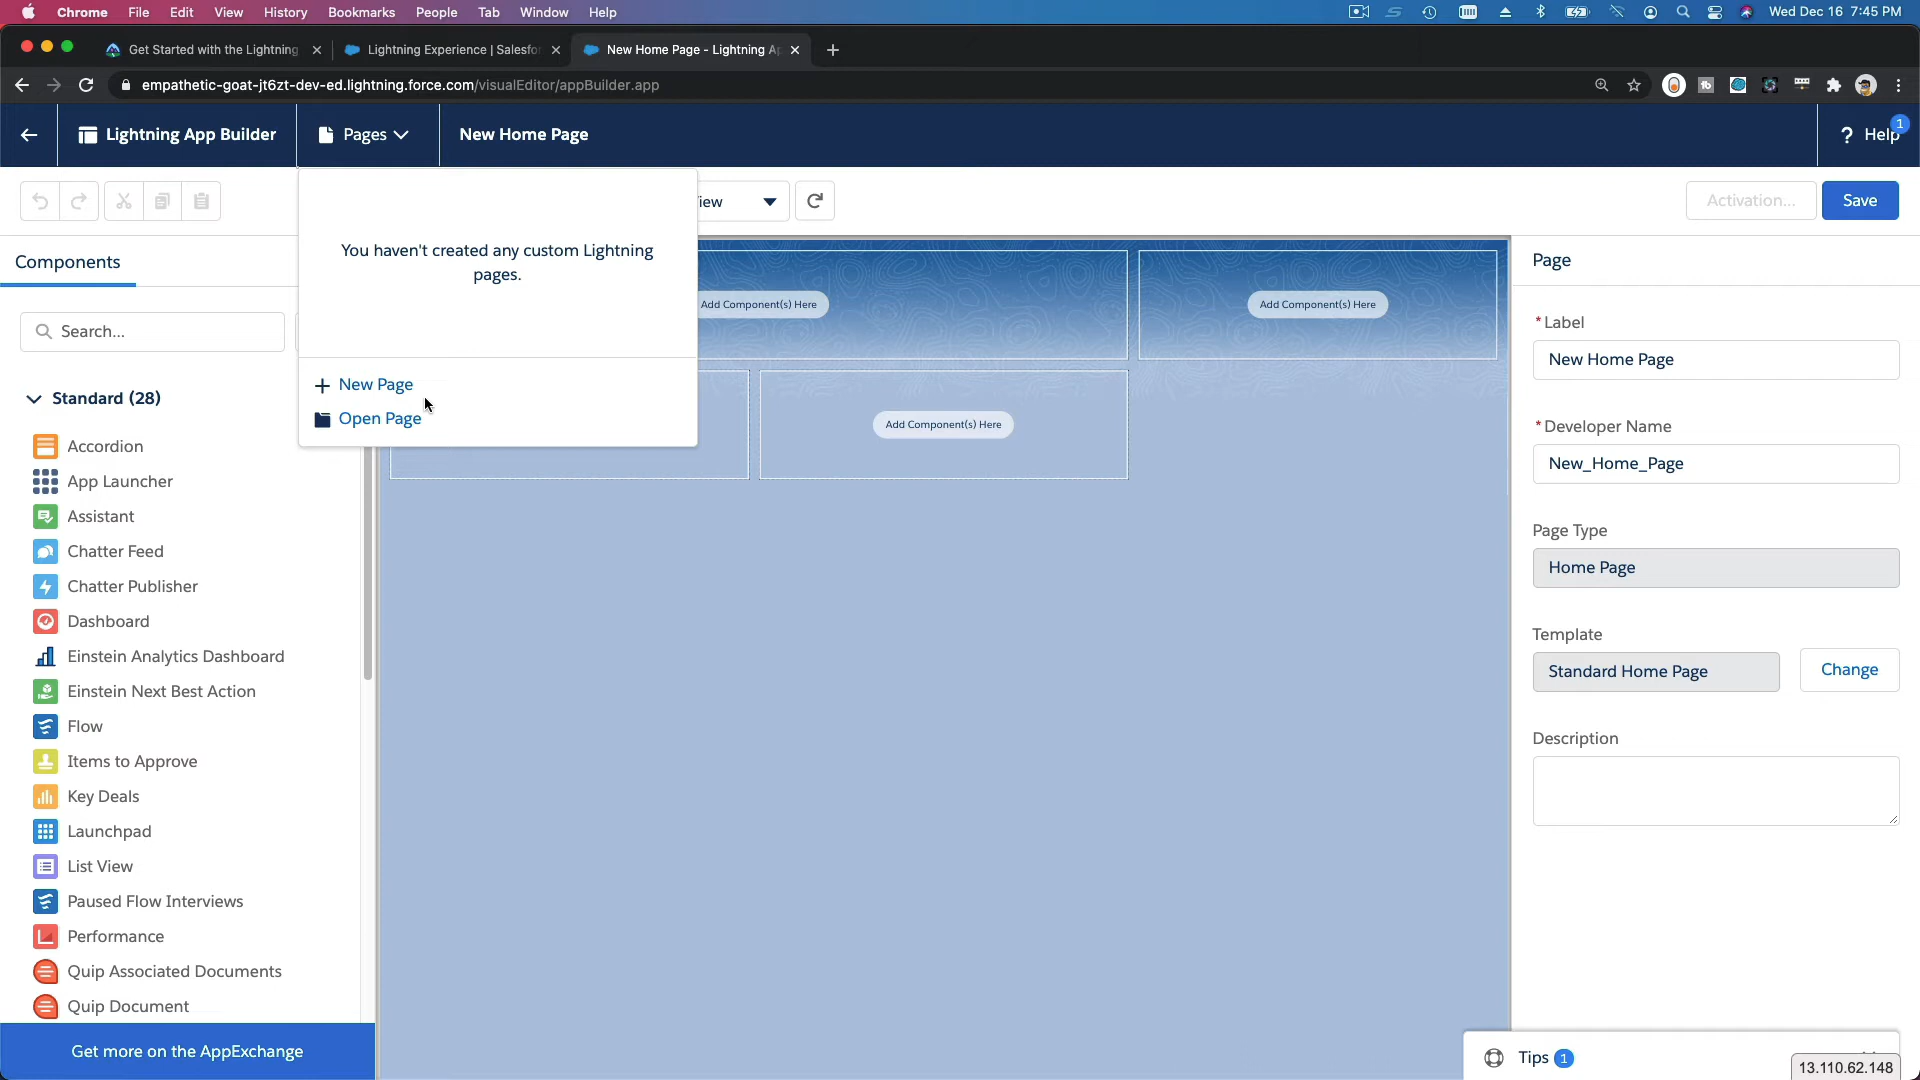 Chrome File Edit View History Bookmarks People Tab Window Help
Wed Dec 16 7:45 PM
Get Started with the Lightning
Lightning Experience | Salesfo
New Home Page - Lightning Ap
empathetic-goat-jt6zt-dev-ed.lightning.force.com/visualEditor/appBuilder.app
Lightning App Builder
Pages
New Home Page
? Help
1
iew
Activation...
Save
Components
You haven't created any custom Lightning
pages.
New Page
Open Page
Search...
Standard (28)
Accordion
App Launcher
Assistant
Chatter Feed
Chatter Publisher
Dashboard
Einstein Analytics Dashboard
Einstein Next Best Action
Flow
Items to Approve
Key Deals
Launchpad
List View
Paused Flow Interviews
Performance
Quip Associated Documents
Quip Document
Get more on the AppExchange
Add Component(s) Here
Add Component(s) Here
Add Component(s) Here
Page
* Label
New Home Page
* Developer Name
New_Home_Page
Page Type
Home Page
Template
Standard Home Page
Change
Description
Tips 1
13.110.62.148